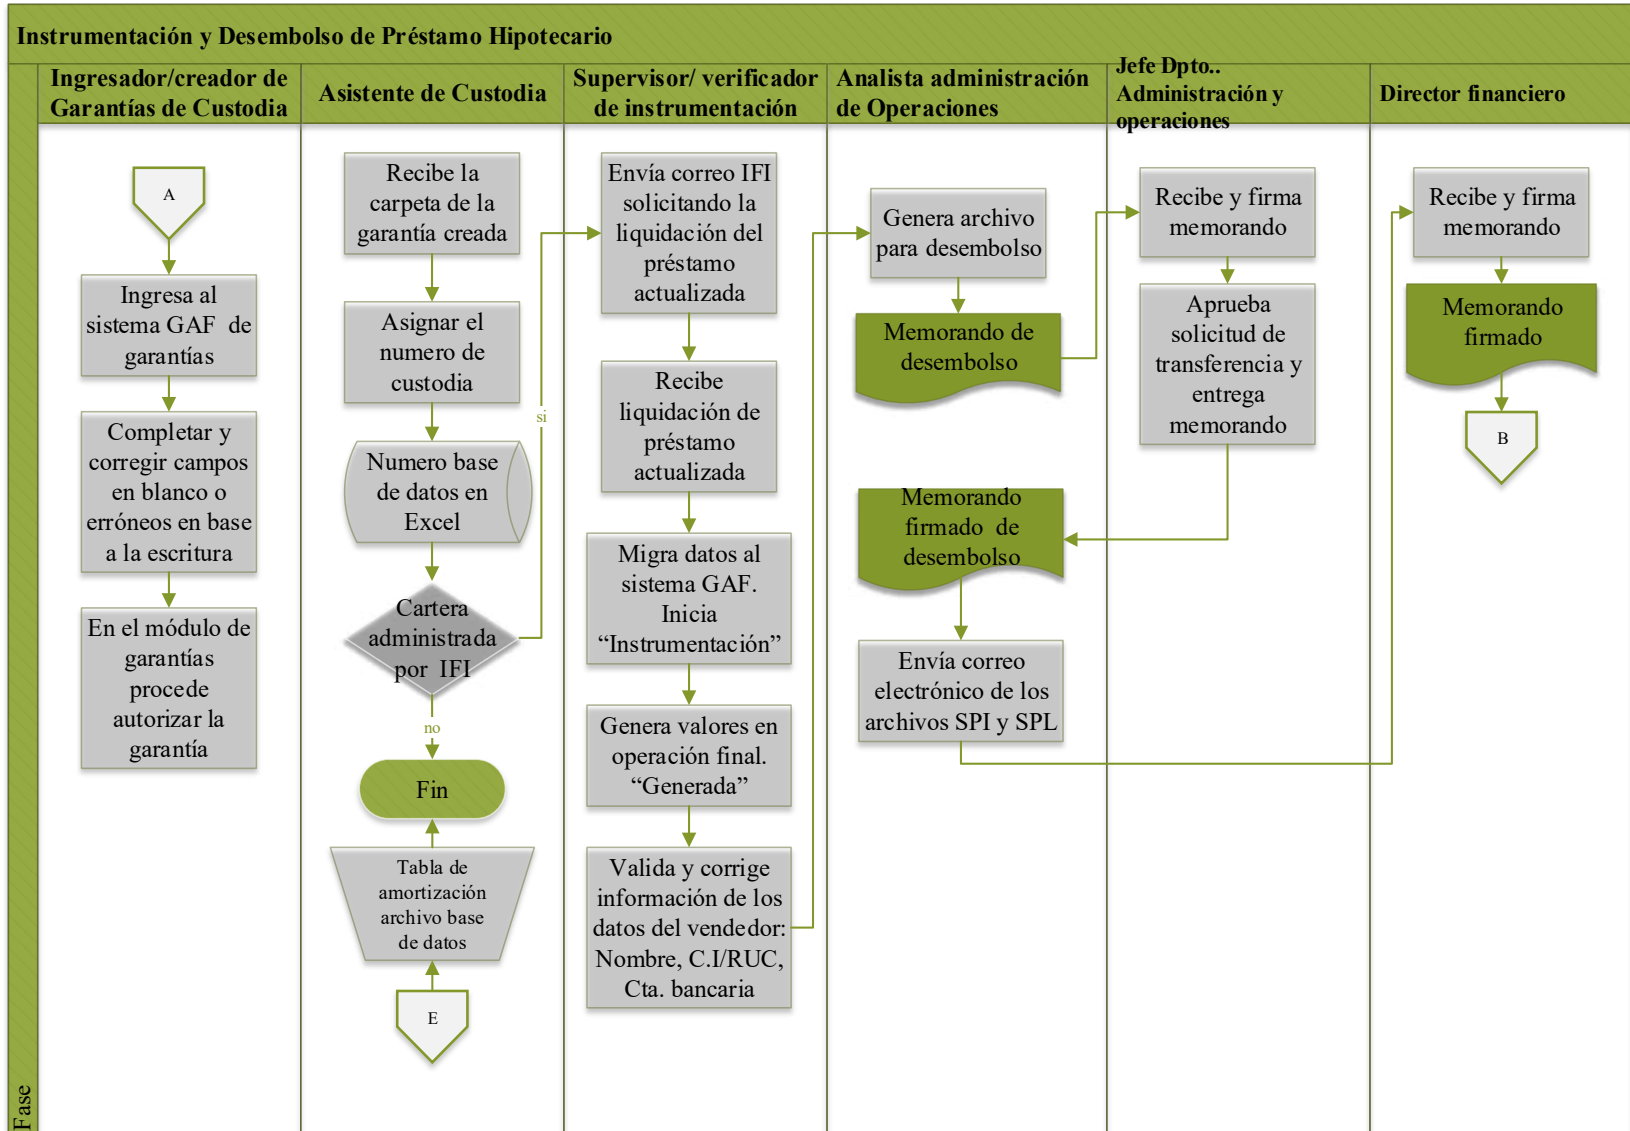 Instrumentación y Desembolso de Préstamo Hipotecario
Ingresador/creador de
Garantías de Custodia
Asistente de Custodia
Supervisor/ verificador
de instrumentación
Analista administración
de Operaciones
Jefe Dpto..
Administración y
operaciones
Director financiero
A
Ingresa al
sistema GAF de
garantías
Completar y
corregir campos
en blanco o
erróneos en base
a la escritura
En el módulo de
garantías
procede
autorizar la
garantía
Recibe la
carpeta de la
garantía creada
Asignar el
numero de
custodia
Numero base
de datos en
Excel
Cartera
administrada
por IFI
si
no
Fin
Tabla de
amortización
archivo base
de datos
E
Envía correo IFI
solicitando la
liquidación del
préstamo
actualizada
Recibe
liquidación de
préstamo
actualizada
Migra datos al
sistema GAF.
Inicia
“Instrumentación”
Genera valores en
operación final.
“Generada”
Valida y corrige
información de los
datos del vendedor:
Nombre, C.I/RUC,
Cta. bancaria
Genera archivo
para desembolso
Memorando de
desembolso
Memorando
firmado de
desembolso
Envía correo
electrónico de los
archivos SPI y SPL
Recibe y firma
memorando
Aprueba
solicitud de
transferencia y
entrega
memorando
Recibe y firma
memorando
Memorando
firmado
B
Fase